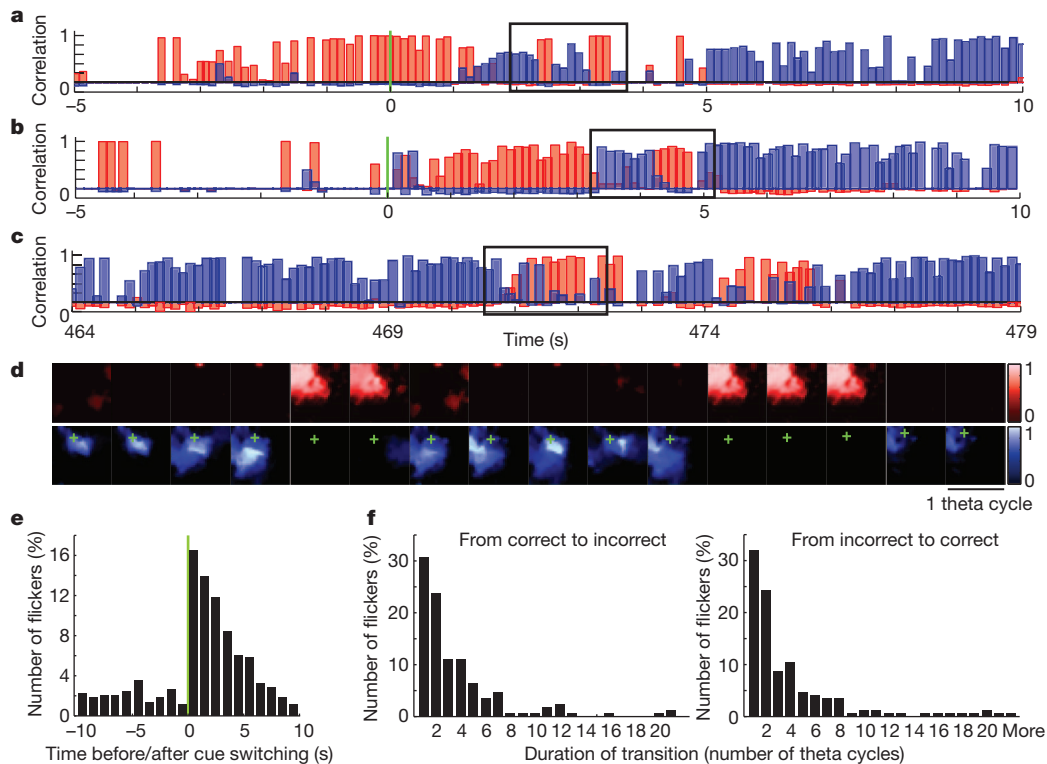 a
Correlation
1
0
−5 0 5 10
b
Correlation
1
0
−5 0 5 10
c
Correlation
1
0
464 469 Time (s) 474 479
d
1
0
1
0
1 theta cycle
e
Number of flickers (%)
16
12
8
4
0
−10 −5 0 5 10
Time before/after cue switching (s)
f
From correct to incorrect
Number of flickers (%)
30
20
10
0
2 4 6 8 10 12 14 16 18 20
From incorrect to correct
Number of flickers (%)
30
20
10
0
2 4 6 8 10 12 14 16 18 20 More
Duration of transition (number of theta cycles)